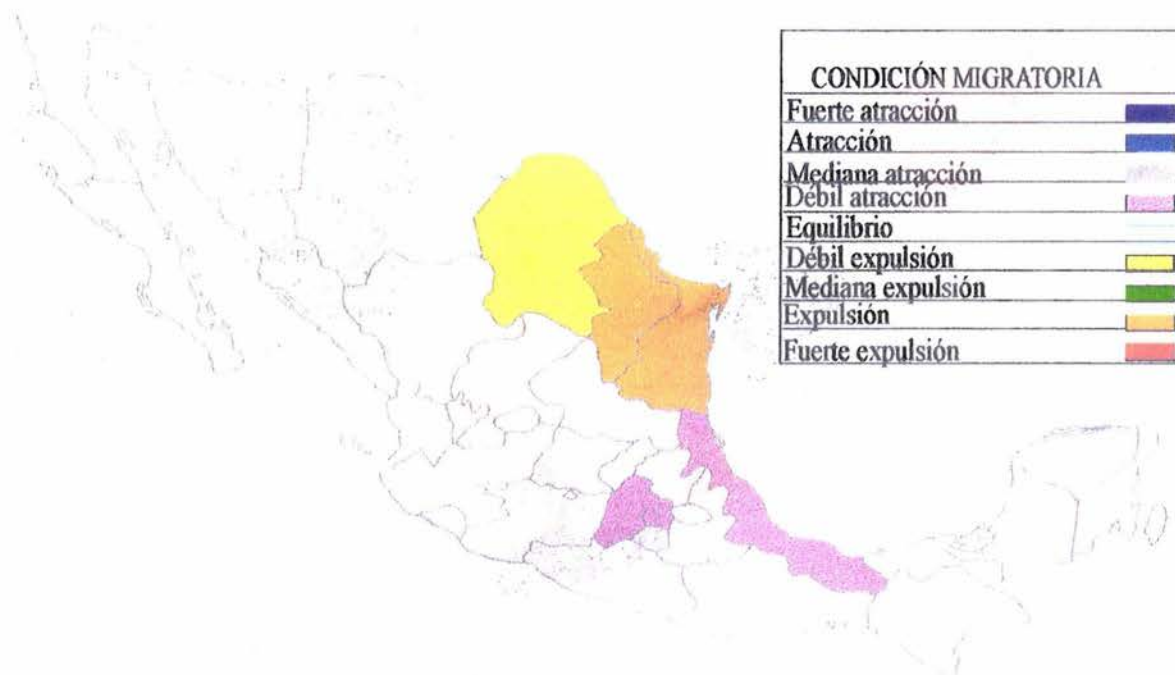 CONDICIÓN MIGRATORIA
Fuerte atracción
Atracción
Mediana atracción
Débil atracción
Equilibrio
Débil expulsión
Mediana expulsión
Expulsión
Fuerte expulsión